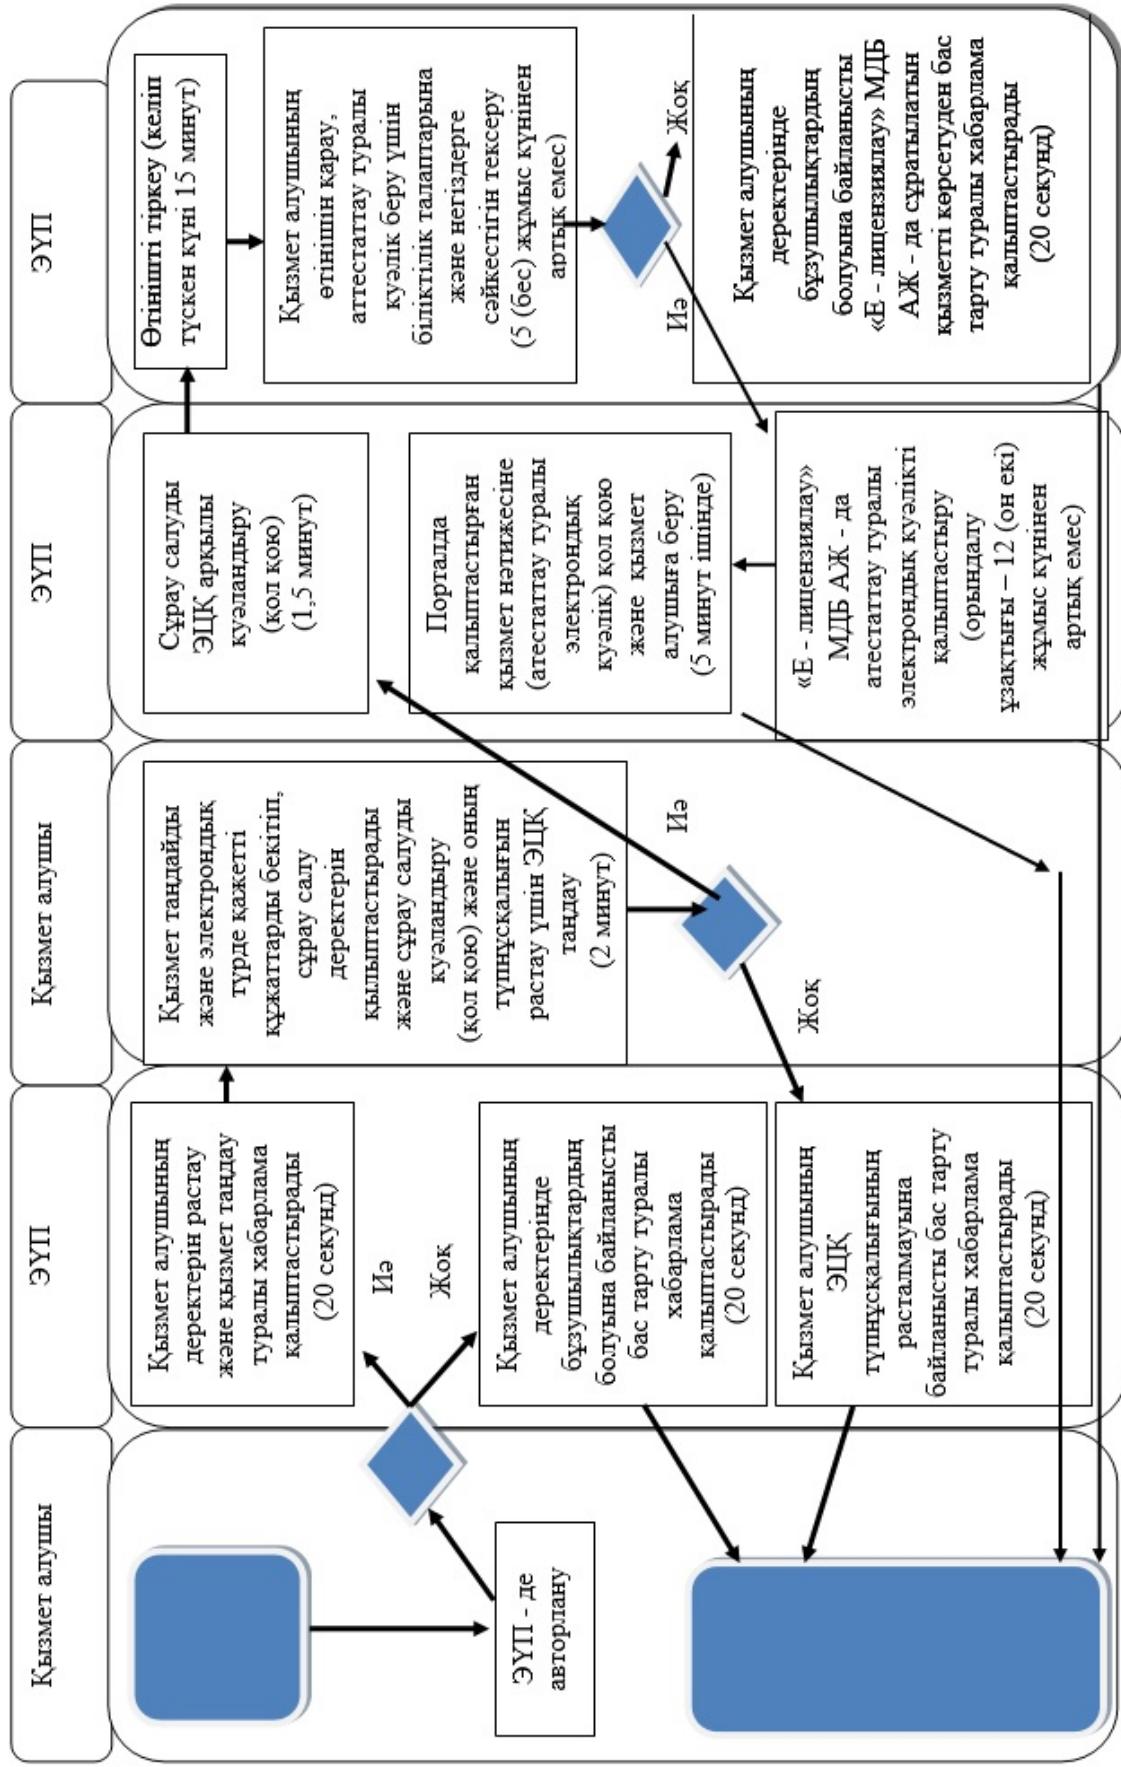 Қызмет алушы
ЭҮП
Қызмет алушы
ЭҮП
ЭҮП
ЭҮП - де
авторлану
Қызмет алушының
деректерін растау
және қызмет таңдау
туралы хабарлама
қалыптастырады
(20 секунд)
Иә
Жоқ
Қызмет алушының
деректерінде
бұзушылықтардың
болуына байланысты
бас тарту туралы
хабарлама
қалыптастырады
(20 секунд)
Қызмет алушының
ЭЦҚ
түпнұсқалығының
расталмауына
байланысты бас тарту
туралы хабарлама
қалыптастырады
(20 секунд)
Қызмет таңдайды
және электрондық
түрде қажетті
құжаттарды бекітіп,
сұрау салу
деректерін
қылыптастырады
және сұрау салуды
куәландыру
(қол қою) және оның
түпнұсқалығын
растау үшін ЭЦҚ
таңдау
(2 минут)
Иә
Жоқ
Сұрау салуды
ЭЦҚ арқылы
куәландыру
(қол қою)
(1,5 минут)
Порталда
қалыптастырған
қызмет нәтижесіне
(атестаттау туралы
электрондық
куәлік) қол қою
және қызмет
алушыға беру
(5 минут ішінде)
«Е - лицензиялау»
МДБ АЖ - да
атестаттау туралы
электрондық куәлікті
қалыптастыру
(орындалу
ұзақтығы – 12 (он екі)
жұмыс күнінен
артық емес)
Өтінішті тіркеу (келіп
түскен күні 15 минут)
Қызмет алушының
өтінішін қарау,
аттестаттау туралы
куәлік беру үшін
біліктілік талаптарына
және негіздерге
сәйкестігін тексеру
(5 (бес) жұмыс күнінен
артық емес)
Иә
Жоқ
Қызмет алушының
деректерінде
бұзушылықтардың
болуына байланысты
«Е - лицензиялау» МДБ
АЖ - да сұратылатын
қызметті көрсетуден бас
тарту туралы хабарлама
қалыптастырады
(20 секунд)